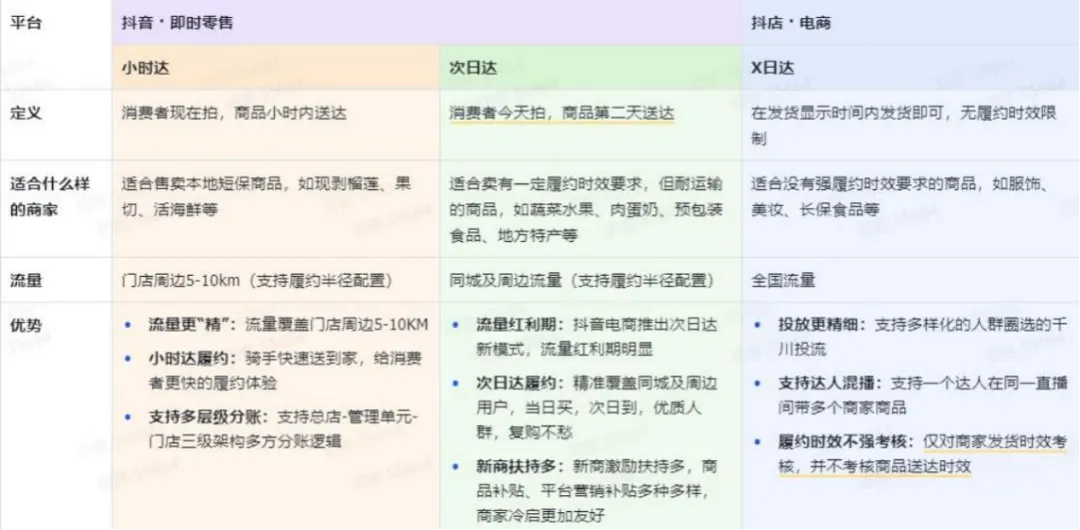 平台
抖音·即时零售
抖店·电商
小时达
次日达
X日达
定义
消费者现在拍，商品小时内送达
消费者今天拍，商品第二天送达
在发货显示时间内发货即可，无履约时效限
制
适合什么样
的商家
适合售卖本地短保商品，如现剥榴莲、果
切、活海鲜等
适合卖有一定履约时效要求，但耐运输
的商品，如蔬菜水果、肉蛋奶、预包装
食品、地方特产等
适合没有强履约时效要求的商品，如服饰、
美妆、长保食品等
流量
门店周边5-10km（支持履约半径配置）
同城及周边流量（支持履约半径配置）
全国流量
优势
• 流量更“精”：流量覆盖门店周边5-10KM
• 小时达履约：骑手快速送到家，给消费
者更快的履约体验
• 支持多层级分账：支持总店-管理单元-
门店三级架构多方分账逻辑
• 流量红利期：抖音电商推出次日达
新模式，流量红利期明显
• 次日达履约：精准覆盖同城及周边
用户，当日买，次日到，优质人
群，复购不愁
• 新商扶持多：新商激励扶持多，商
品补贴、平台营销补贴多种多样，
商家冷启更加友好
• 投放更精细：支持多样化的人群圈选的千
川投流
• 支持达人混播：支持一个达人在同一直播
间带多个商家商品
• 履约时效不强考核：仅对商家发货时效考
核，并不考核商品送达时效